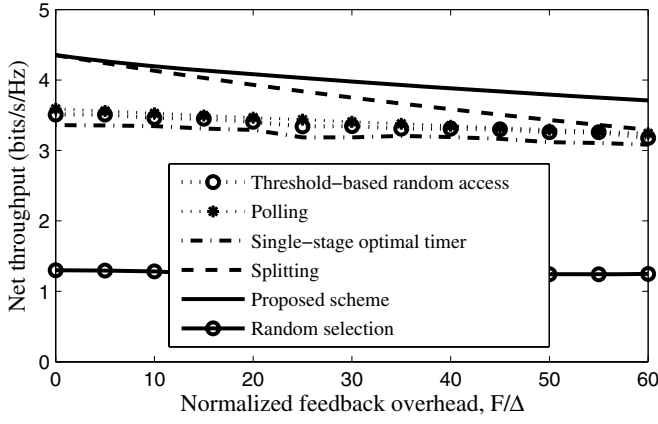 5
4
3
2
1
0
Net throughput (bits/s/Hz)
Threshold−based random access
Polling
Single−stage optimal timer
Splitting
Proposed scheme
Random selection
0 10 20 30 40 50 60
Normalized feedback overhead, F/Δ